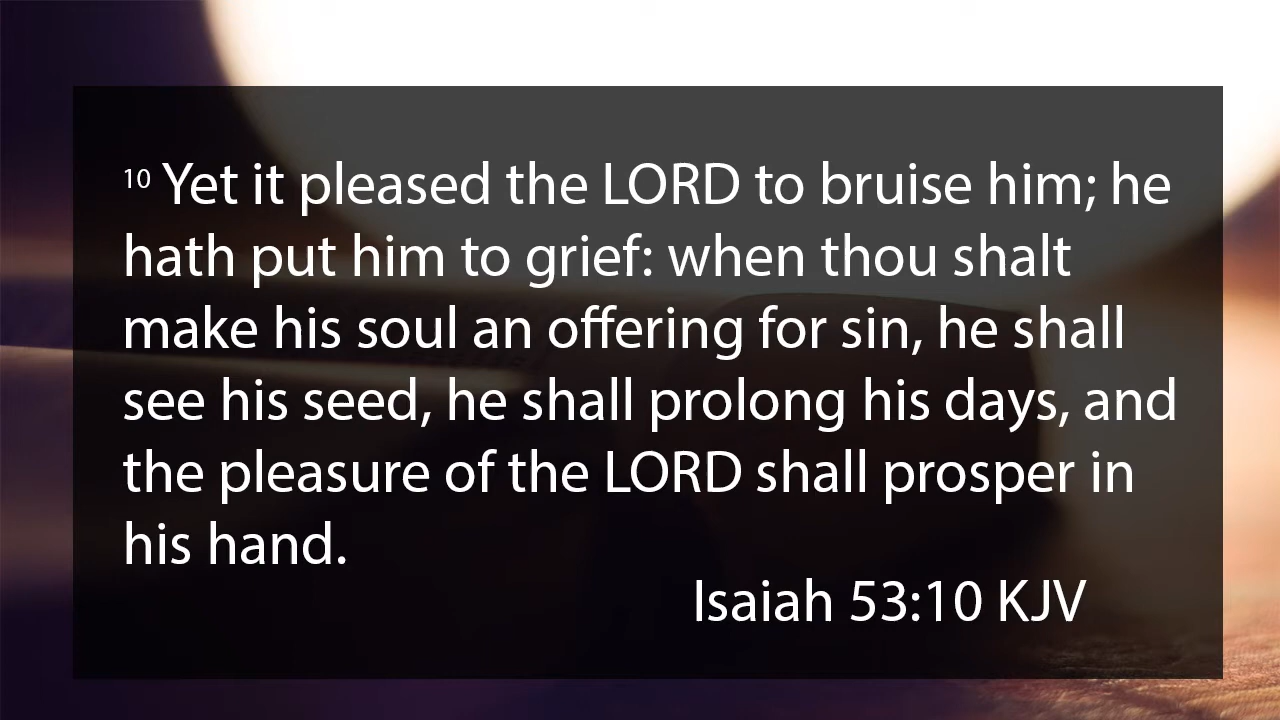 10 Yet it pleased the LORD to bruise him; he
hath put him to grief: when thou shalt
make his soul an offering for sin, he shall
see his seed, he shall prolong his days, and
the pleasure of the LORD shall prosper in
his hand.
Isaiah 53:10 KJV